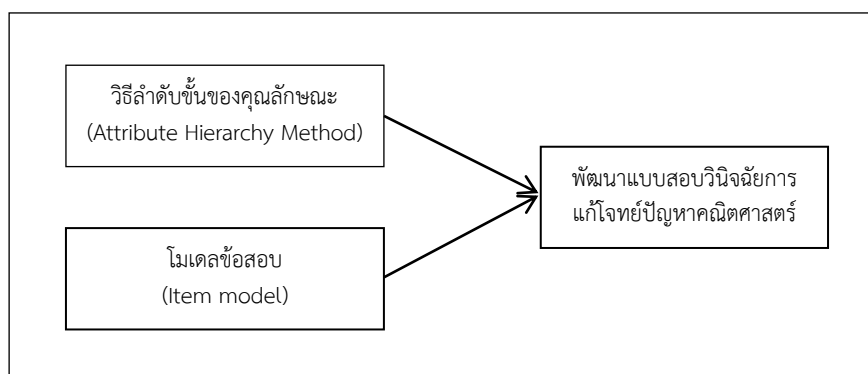 วิธีลำดับขั้นของคุณลักษณะ
(Attribute Hierarchy Method)
โมเดลข้อสอบ
(Item model)
พัฒนาแบบสอบวินิจฉัยการ
แก้โจทย์ปัญหาคณิตศาสตร์